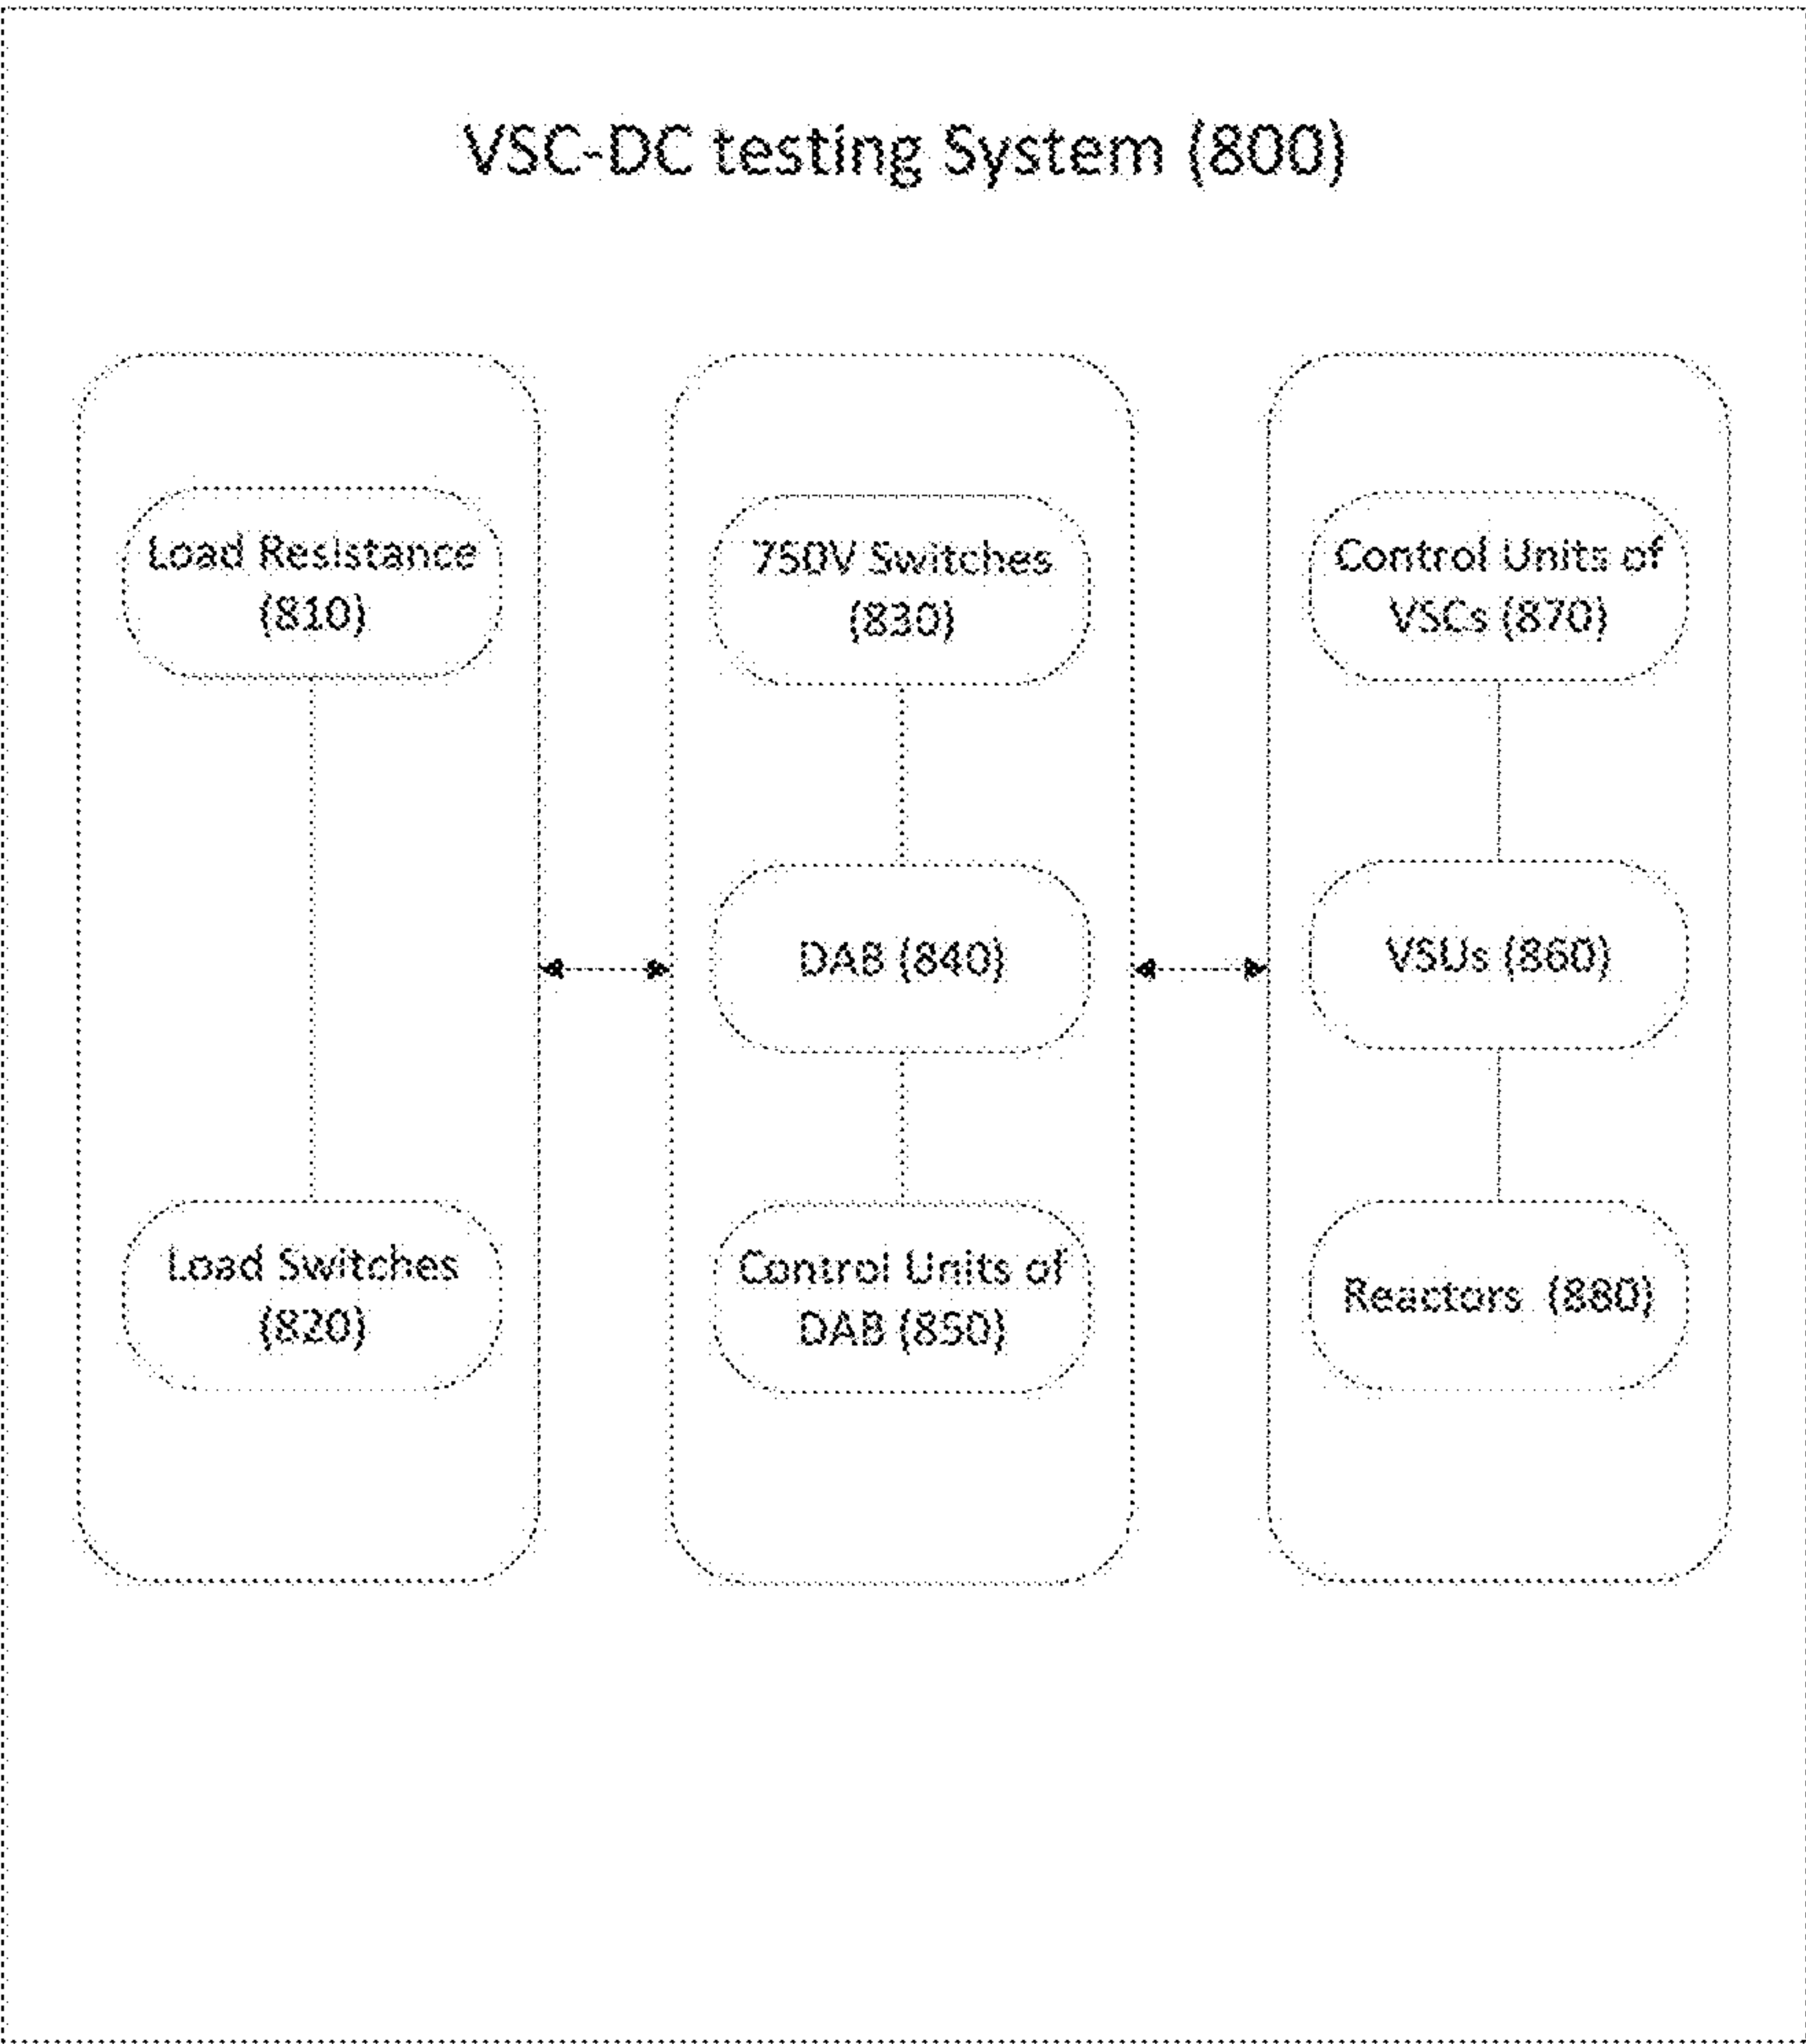 VSC-DC testing System (800)
Load Resistance
(810)
Load Switches
(820)
750V Switches
(830)
DAB (840)
Control Units of
DAB (850)
Control Units of
VSCs (870)
VSUs (860)
Reactors (880)